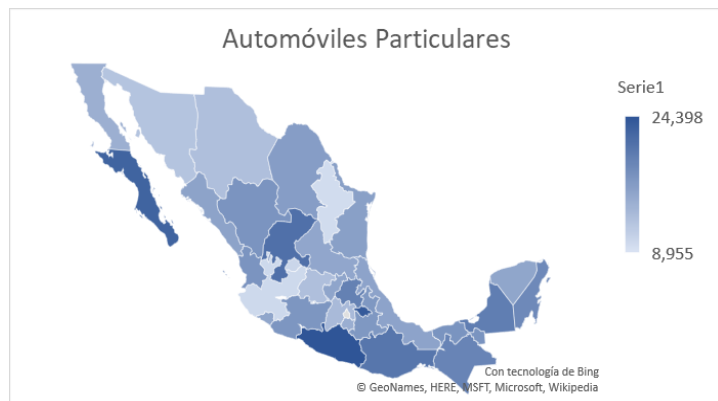 Automóviles Particulares
Serie1
24,398
8,955
Con tecnología de Bing
© GeoNames, HERE, MSFT, Microsoft, Wikipedia